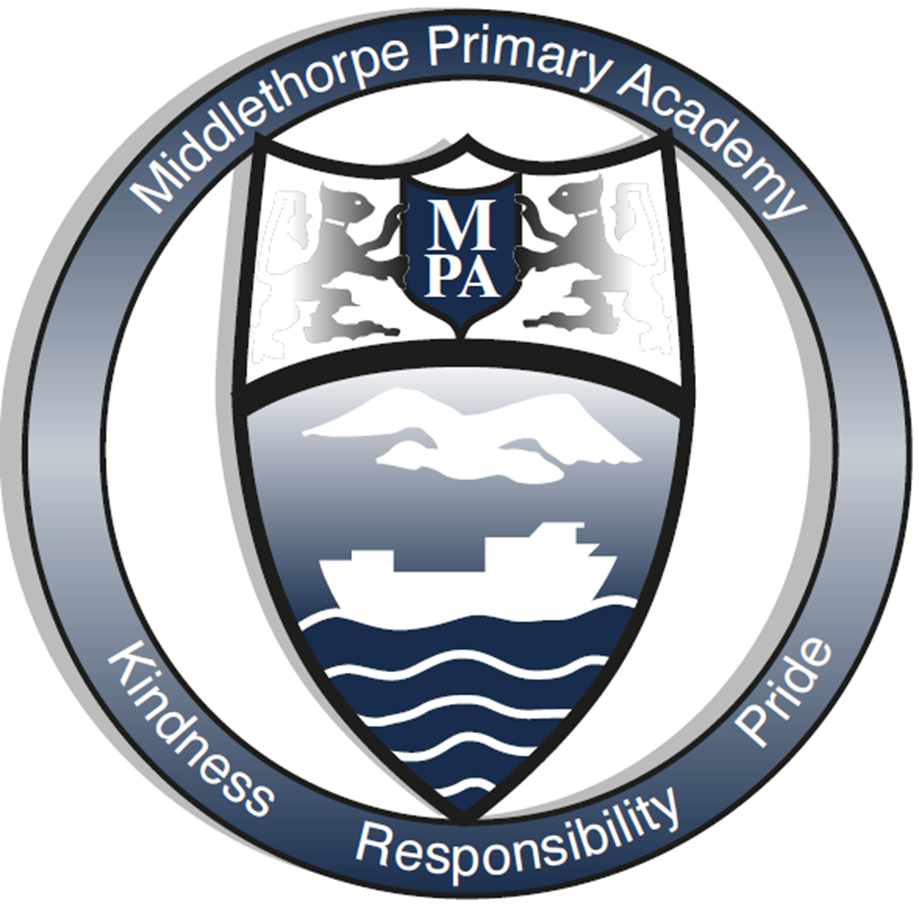 Middlethorpe Primary Academy
M
PA
Kindness Responsibility Pride